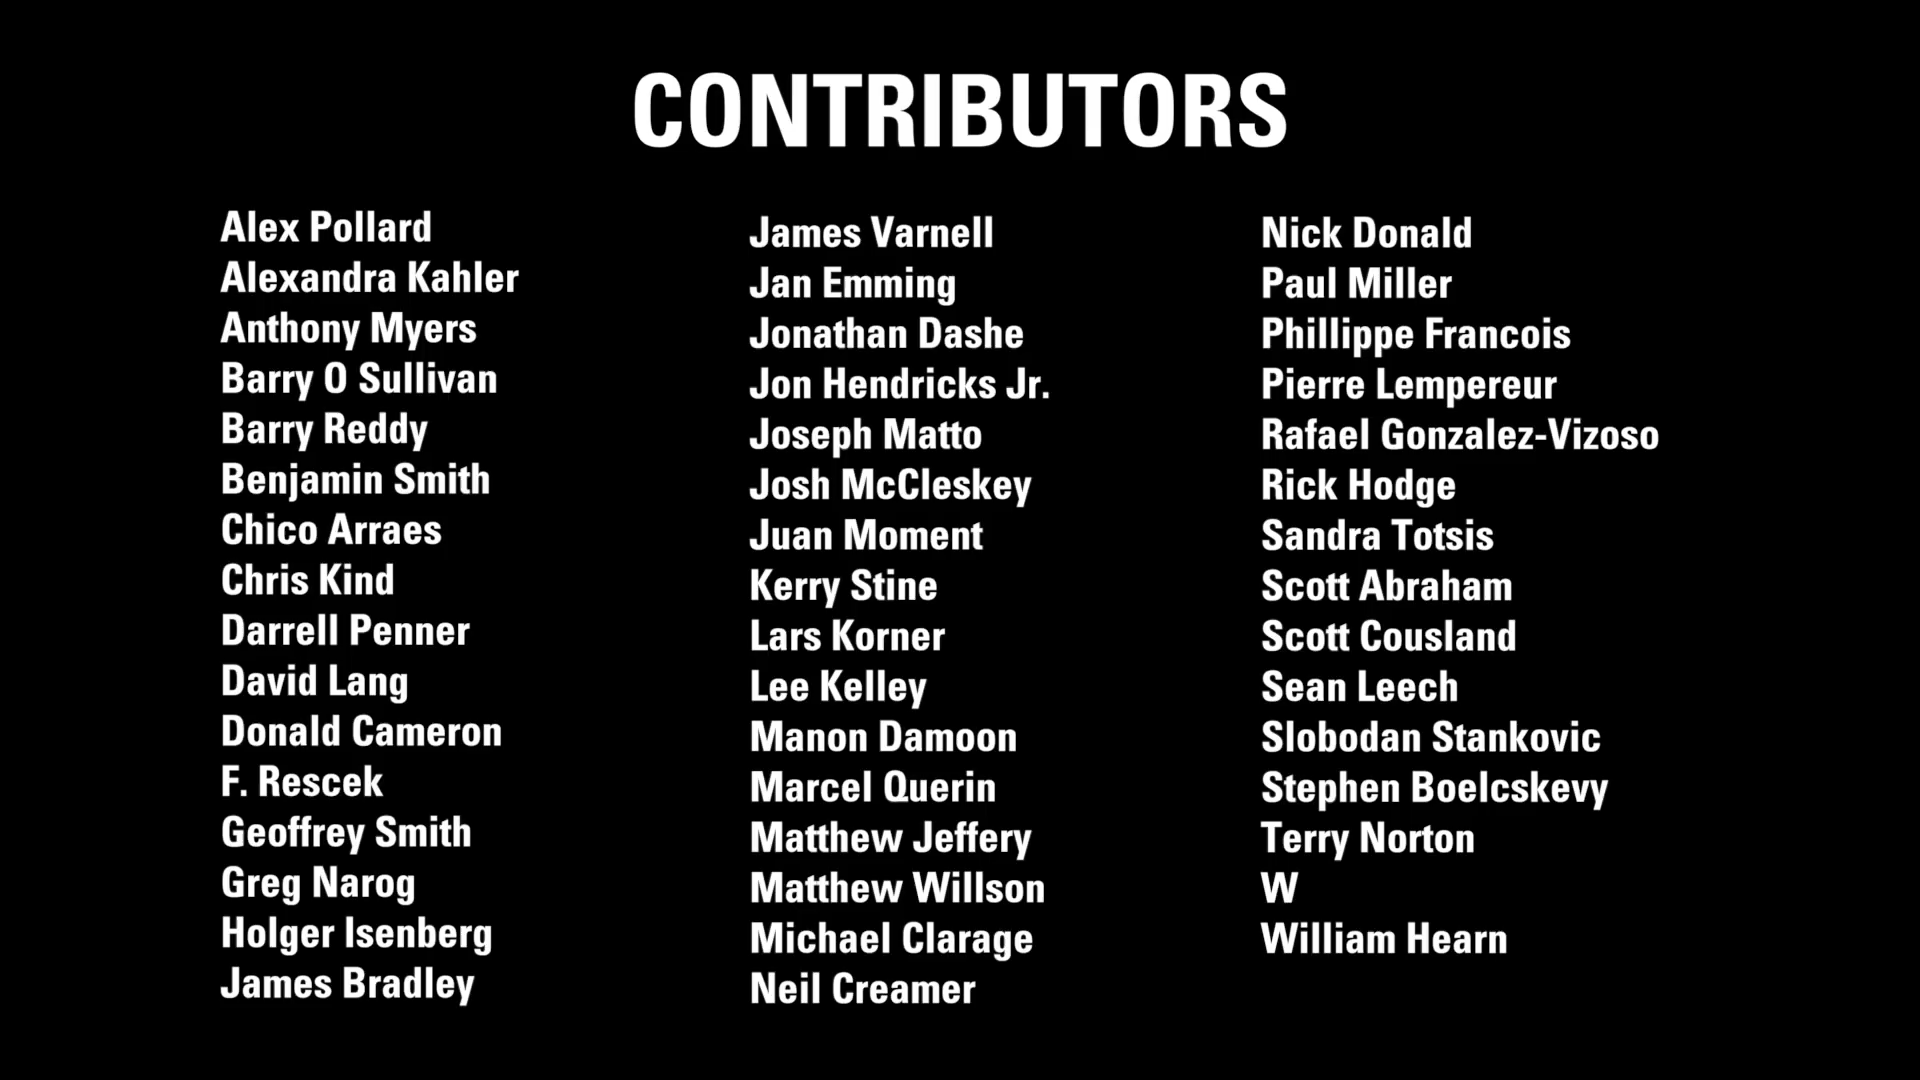 CONTRIBUTORS
Alex Pollard
Alexandra Kahler
Anthony Myers
Barry O Sullivan
Barry Reddy
Benjamin Smith
Chico Arraes
Chris Kind
Darrell Penner
David Lang
Donald Cameron
F. Rescek
Geoffrey Smith
Greg Narog
Holger Isenberg
James Bradley
James Varnell
Jan Emming
Jonathan Dashe
Jon Hendricks Jr.
Joseph Matto
Josh McCleskey
Juan Moment
Kerry Stine
Lars Korner
Lee Kelley
Manon Damoon
Marcel Querin
Matthew Jeffery
Matthew Willson
Michael Clarage
Neil Creamer
Nick Donald
Paul Miller
Phillippe Francois
Pierre Lempereur
Rafael Gonzalez-Vizoso
Rick Hodge
Sandra Totsis
Scott Abraham
Scott Cousland
Sean Leech
Slobodan Stankovic
Stephen Boelcskevy
Terry Norton
W
William Hearn